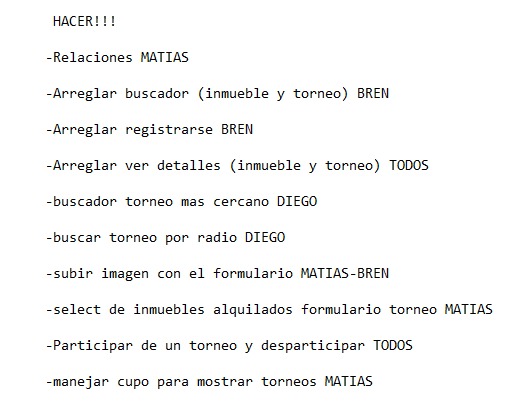 HACER!!!
-Relaciones MATIAS
-Arreglar buscador (inmueble y torneo) BREN
-Arreglar registrarse BREN
-Arreglar ver detalles (inmueble y torneo) TODOS
-buscador torneo mas cercano DIEGO
-buscar torneo por radio DIEGO
-subir imagen con el formulario MATIAS-BREN
-select de inmuebles alquilados formulario torneo MATIAS
-Participar de un torneo y desparticipar TODOS
-manejar cupo para mostrar torneos MATIAS